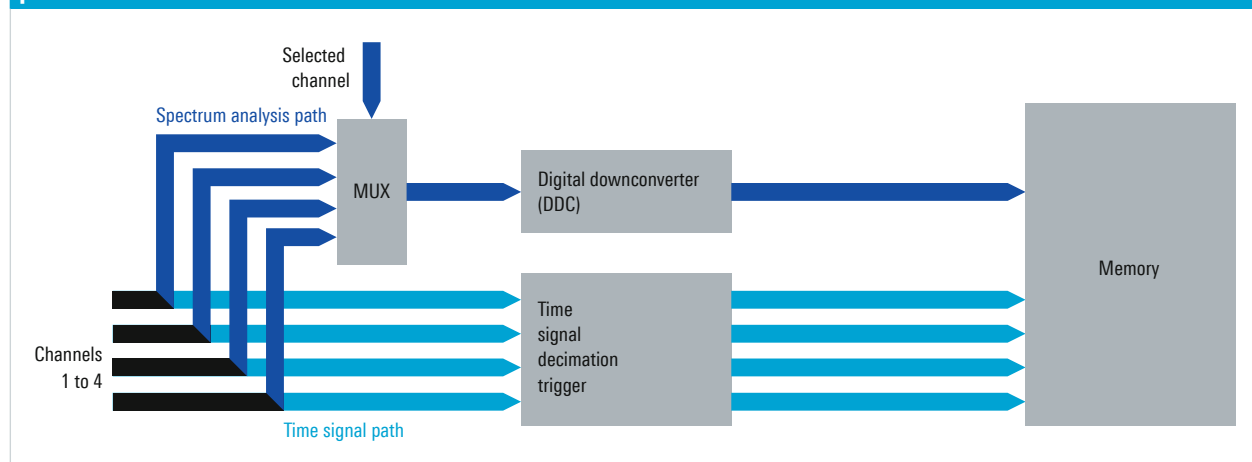 Selected
channel
Spectrum analysis path
MUX
Digital downconverter
(DDC)
Memory
Time
signal
decimation
trigger
Channels
1 to 4
Time signal path